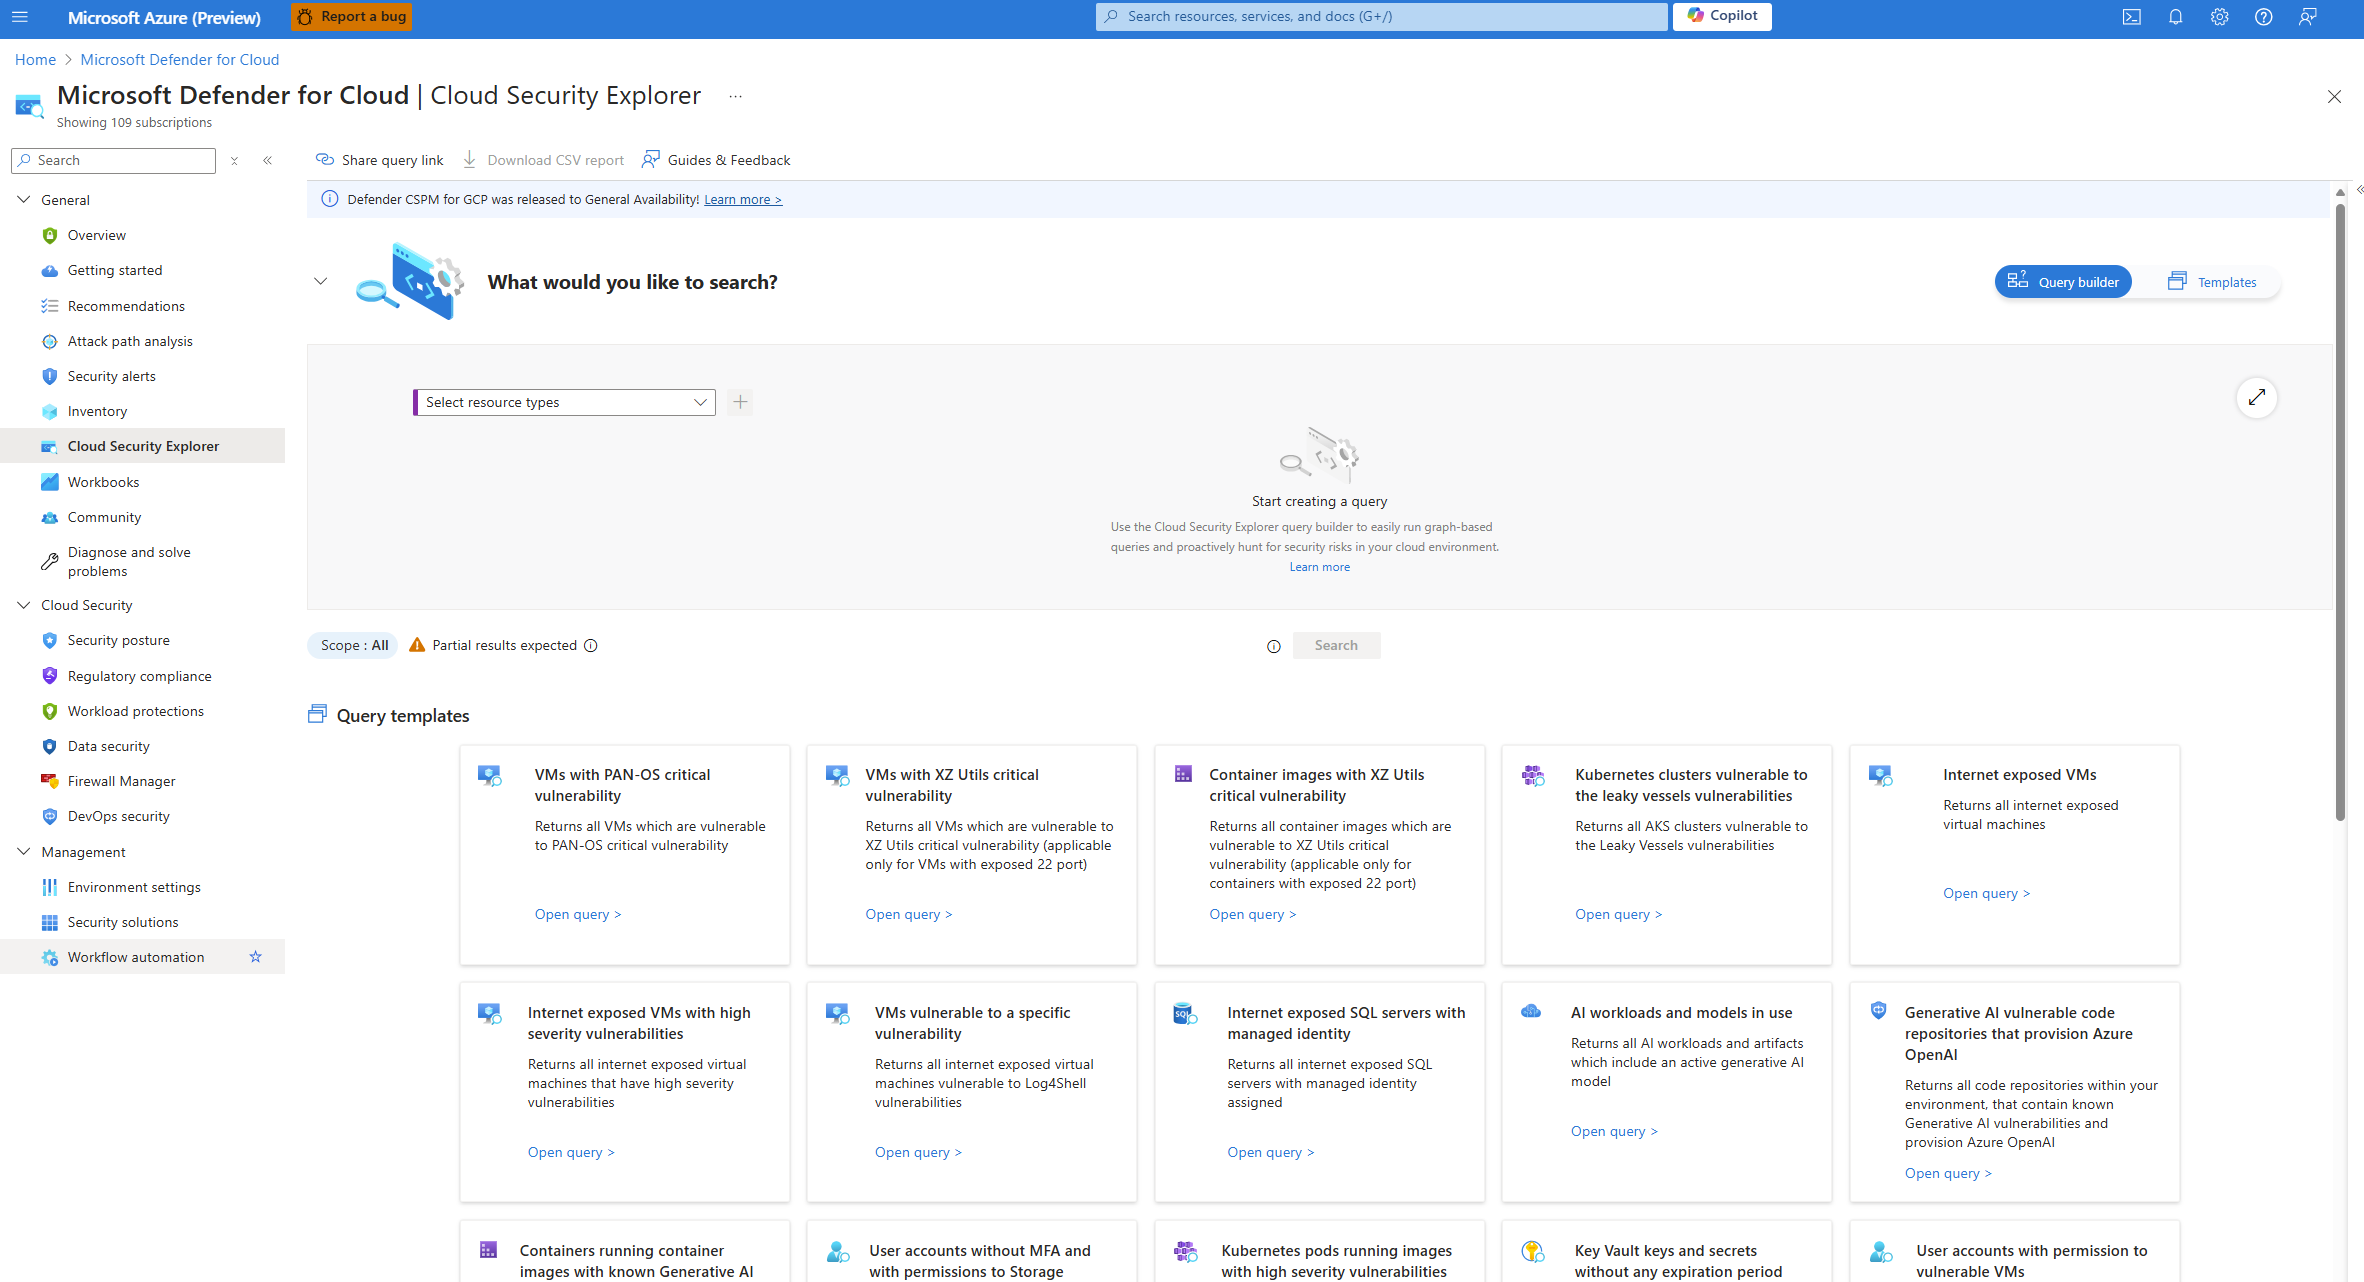 Microsoft Azure (Preview)
Report a bug
Search resources, services, and docs (G+/)
Copilot
Home > Microsoft Defender for Cloud
Microsoft Defender for Cloud | Cloud Security Explorer ...
Showing 109 subscriptions
Search
General
Overview
Getting started
Recommendations
Attack path analysis
Security alerts
Inventory
Cloud Security Explorer
Workbooks
Community
Diagnose and solve
problems
Cloud Security
Security posture
Regulatory compliance
Workload protections
Data security
Firewall Manager
DevOps security
Management
Environment settings
Security solutions
Workflow automation
Share query link
Download CSV report
Guides & Feedback
Defender CSPM for GCP was released to General Availability! Learn more >
What would you like to search?
Query builder
Templates
Select resource types
Start creating a query
Use the Cloud Security Explorer query builder to easily run graph-based
queries and proactively hunt for security risks in your cloud environment.
Learn more
Scope : All
Partial results expected
Search
Query templates
VMs with PAN-OS critical
vulnerability
Returns all VMs which are vulnerable
to PAN-OS critical vulnerability
Open query >
VMs with XZ Utils critical
vulnerability
Returns all VMs which are vulnerable to
XZ Utils critical vulnerability (applicable
only for VMs with exposed 22 port)
Open query >
Container images with XZ Utils
critical vulnerability
Returns all container images which are
vulnerable to XZ Utils critical
vulnerability (applicable only for
containers with exposed 22 port)
Open query >
Kubernetes clusters vulnerable to
the leaky vessels vulnerabilities
Returns all AKS clusters vulnerable to
the Leaky Vessels vulnerabilities
Open query >
Internet exposed VMs
Returns all internet exposed
virtual machines
Open query >
Internet exposed VMs with high
severity vulnerabilities
Returns all internet exposed virtual
machines that have high severity
vulnerabilities
Open query >
VMs vulnerable to a specific
vulnerability
Returns all internet exposed virtual
machines vulnerable to Log4Shell
vulnerabilities
Open query >
SQL
Internet exposed SQL servers with
managed identity
Returns all internet exposed SQL
servers with managed identity
assigned
Open query >
AI workloads and models in use
Returns all AI workloads and artifacts
which include an active generative AI
model
Open query >
Generative AI vulnerable code
repositories that provision Azure
OpenAI
Returns all code repositories within your
environment, that contain known
Generative AI vulnerabilities and
provision Azure OpenAI
Open query >
Containers running container
images with known Generative AI
User accounts without MFA and
with permissions to Storage
Kubernetes pods running images
with high severity vulnerabilities
Key Vault keys and secrets
without any expiration period
User accounts with permission to
vulnerable VMs